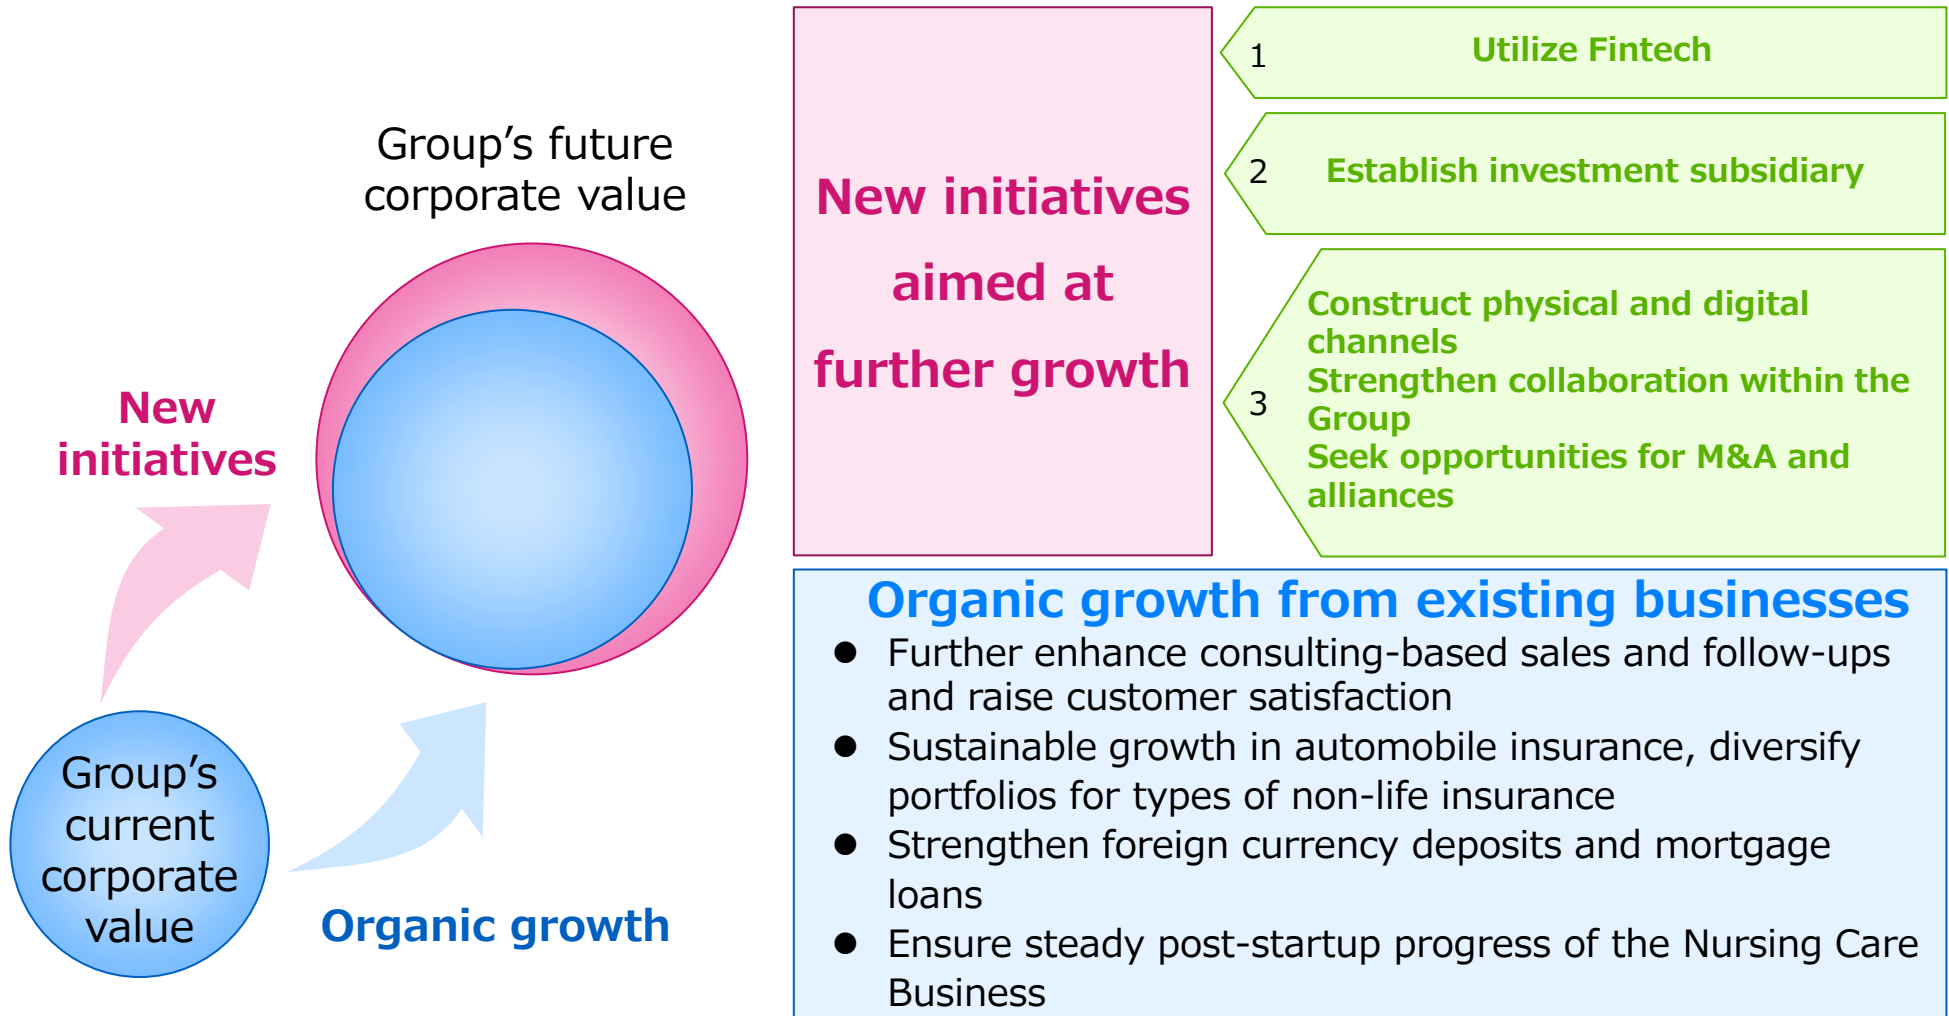 Group’s future
corporate value
New
initiatives
Group’s
current
corporate
value
Organic growth
New initiatives
aimed at
further growth
1
Utilize Fintech
2
Establish investment subsidiary
3
Construct physical and digital
channels
Strengthen collaboration within the
Group
Seek opportunities for M&A and
alliances
Organic growth from existing businesses
● Further enhance consulting-based sales and follow-ups
and raise customer satisfaction
● Sustainable growth in automobile insurance, diversify
portfolios for types of non-life insurance
● Strengthen foreign currency deposits and mortgage
loans
● Ensure steady post-startup progress of the Nursing Care
Business